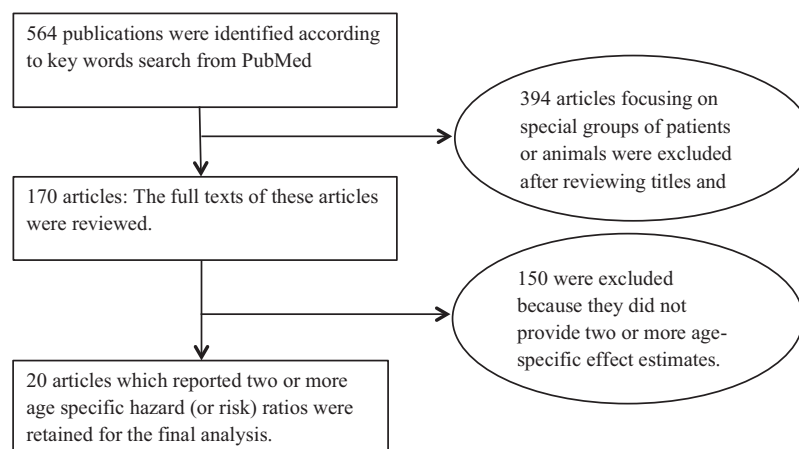 564 publications were identified according
to key words search from PubMed
394 articles focusing on
special groups of patients
or animals were excluded
after reviewing titles and
170 articles: The full texts of these articles
were reviewed.
150 were excluded
because they did not
provide two or more age-
specific effect estimates.
20 articles which reported two or more
age specific hazard (or risk) ratios were
retained for the final analysis.